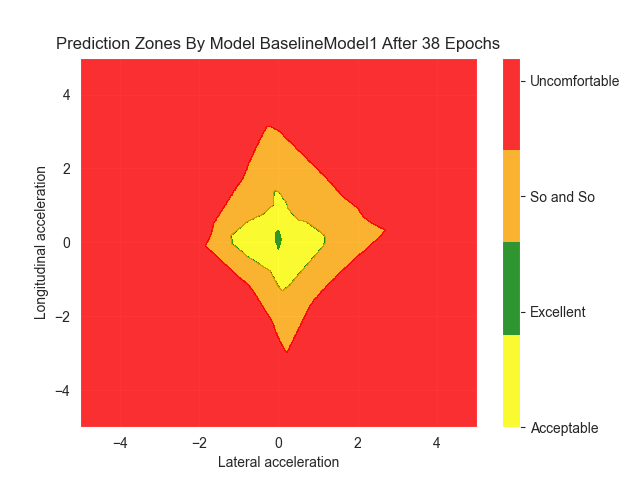 Prediction Zones By Model BaselineModel1 After 38 Epochs
4
2
0
−2
−4
Longitudinal acceleration
−4 −2 0 2 4
Lateral acceleration
Uncomfortable
So and So
Excellent
Acceptable